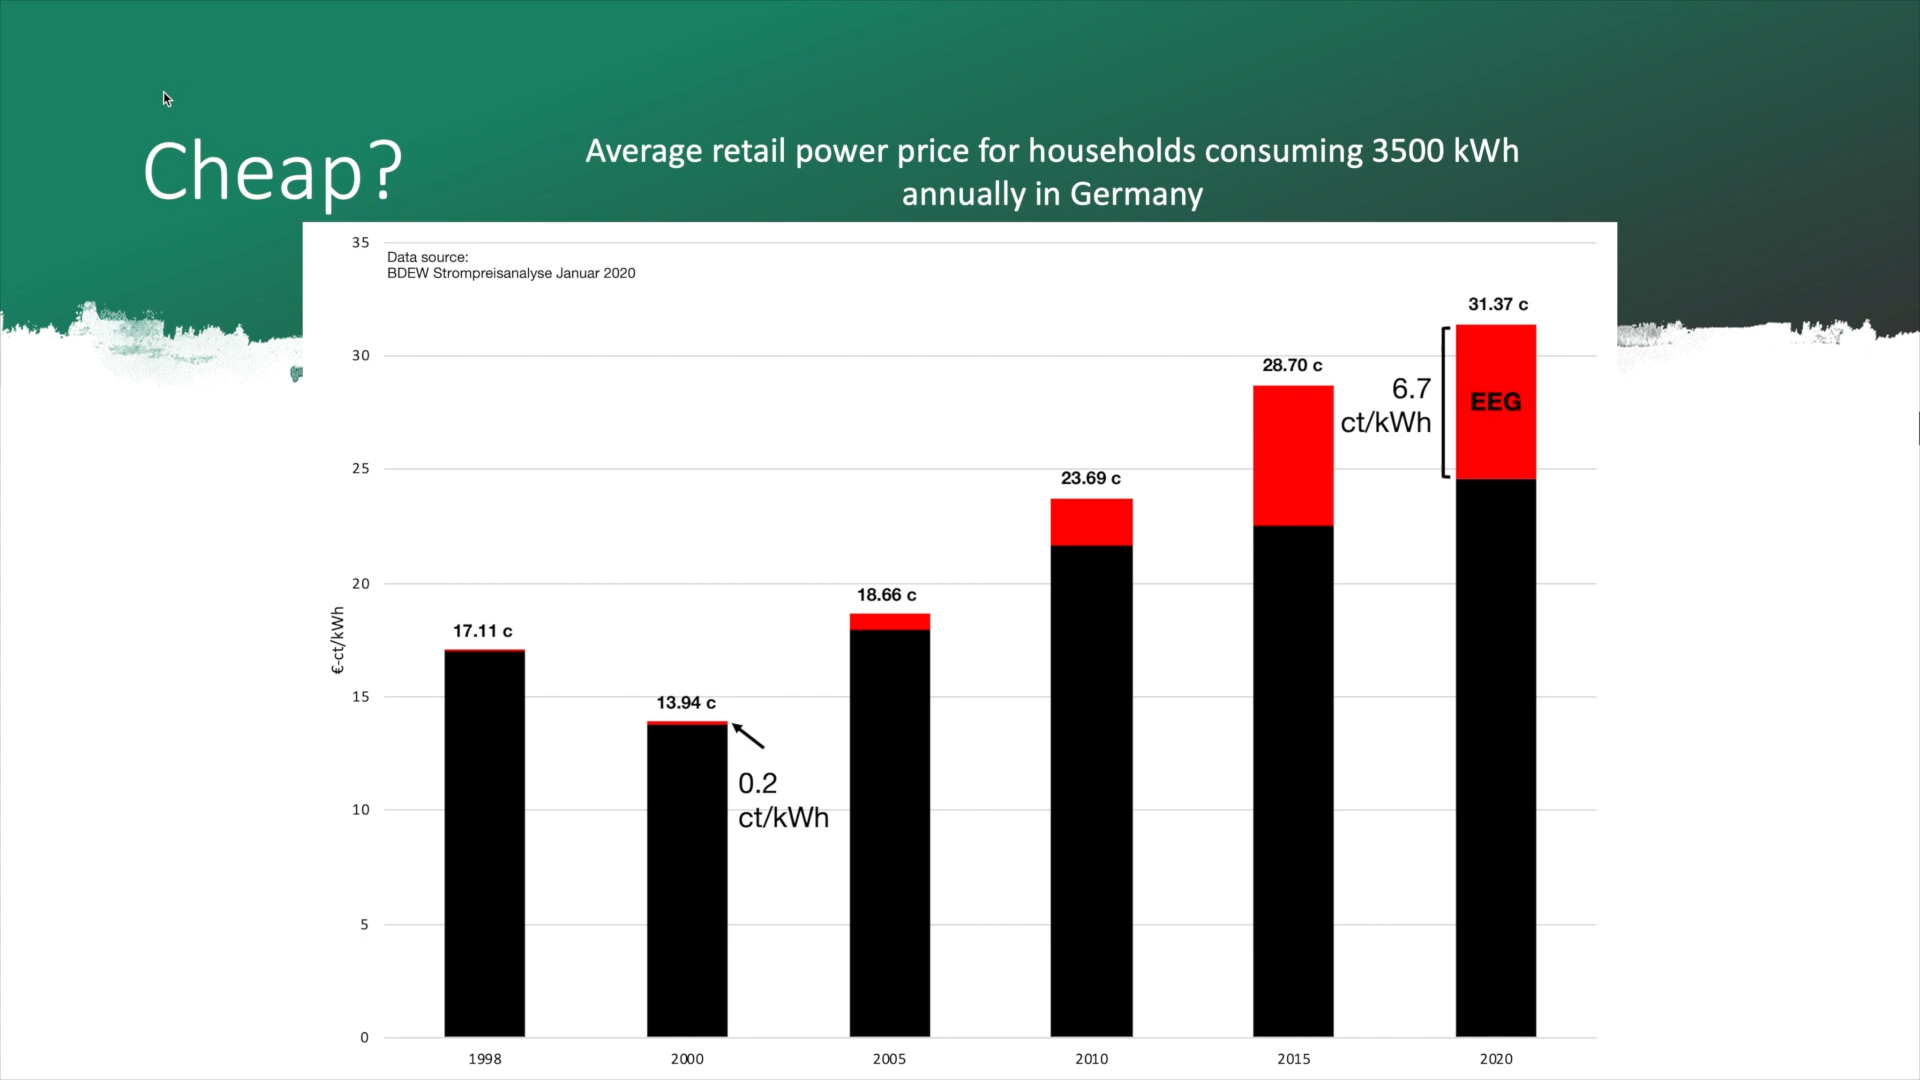 Cheap?
Average retail power price for households consuming 3500 kWh
annually in Germany
35
Data source:
BDEW Strompreisanalyse Januar 2020
31.37 c
30
28.70 c
6.7
ct/kWh
EEG
25
23.69 c
20
18.66 c
€-ct/kWh
17.11 c
15
13.94 c
0.2
ct/kWh
10
5
0
1998
2000
2005
2010
2015
2020